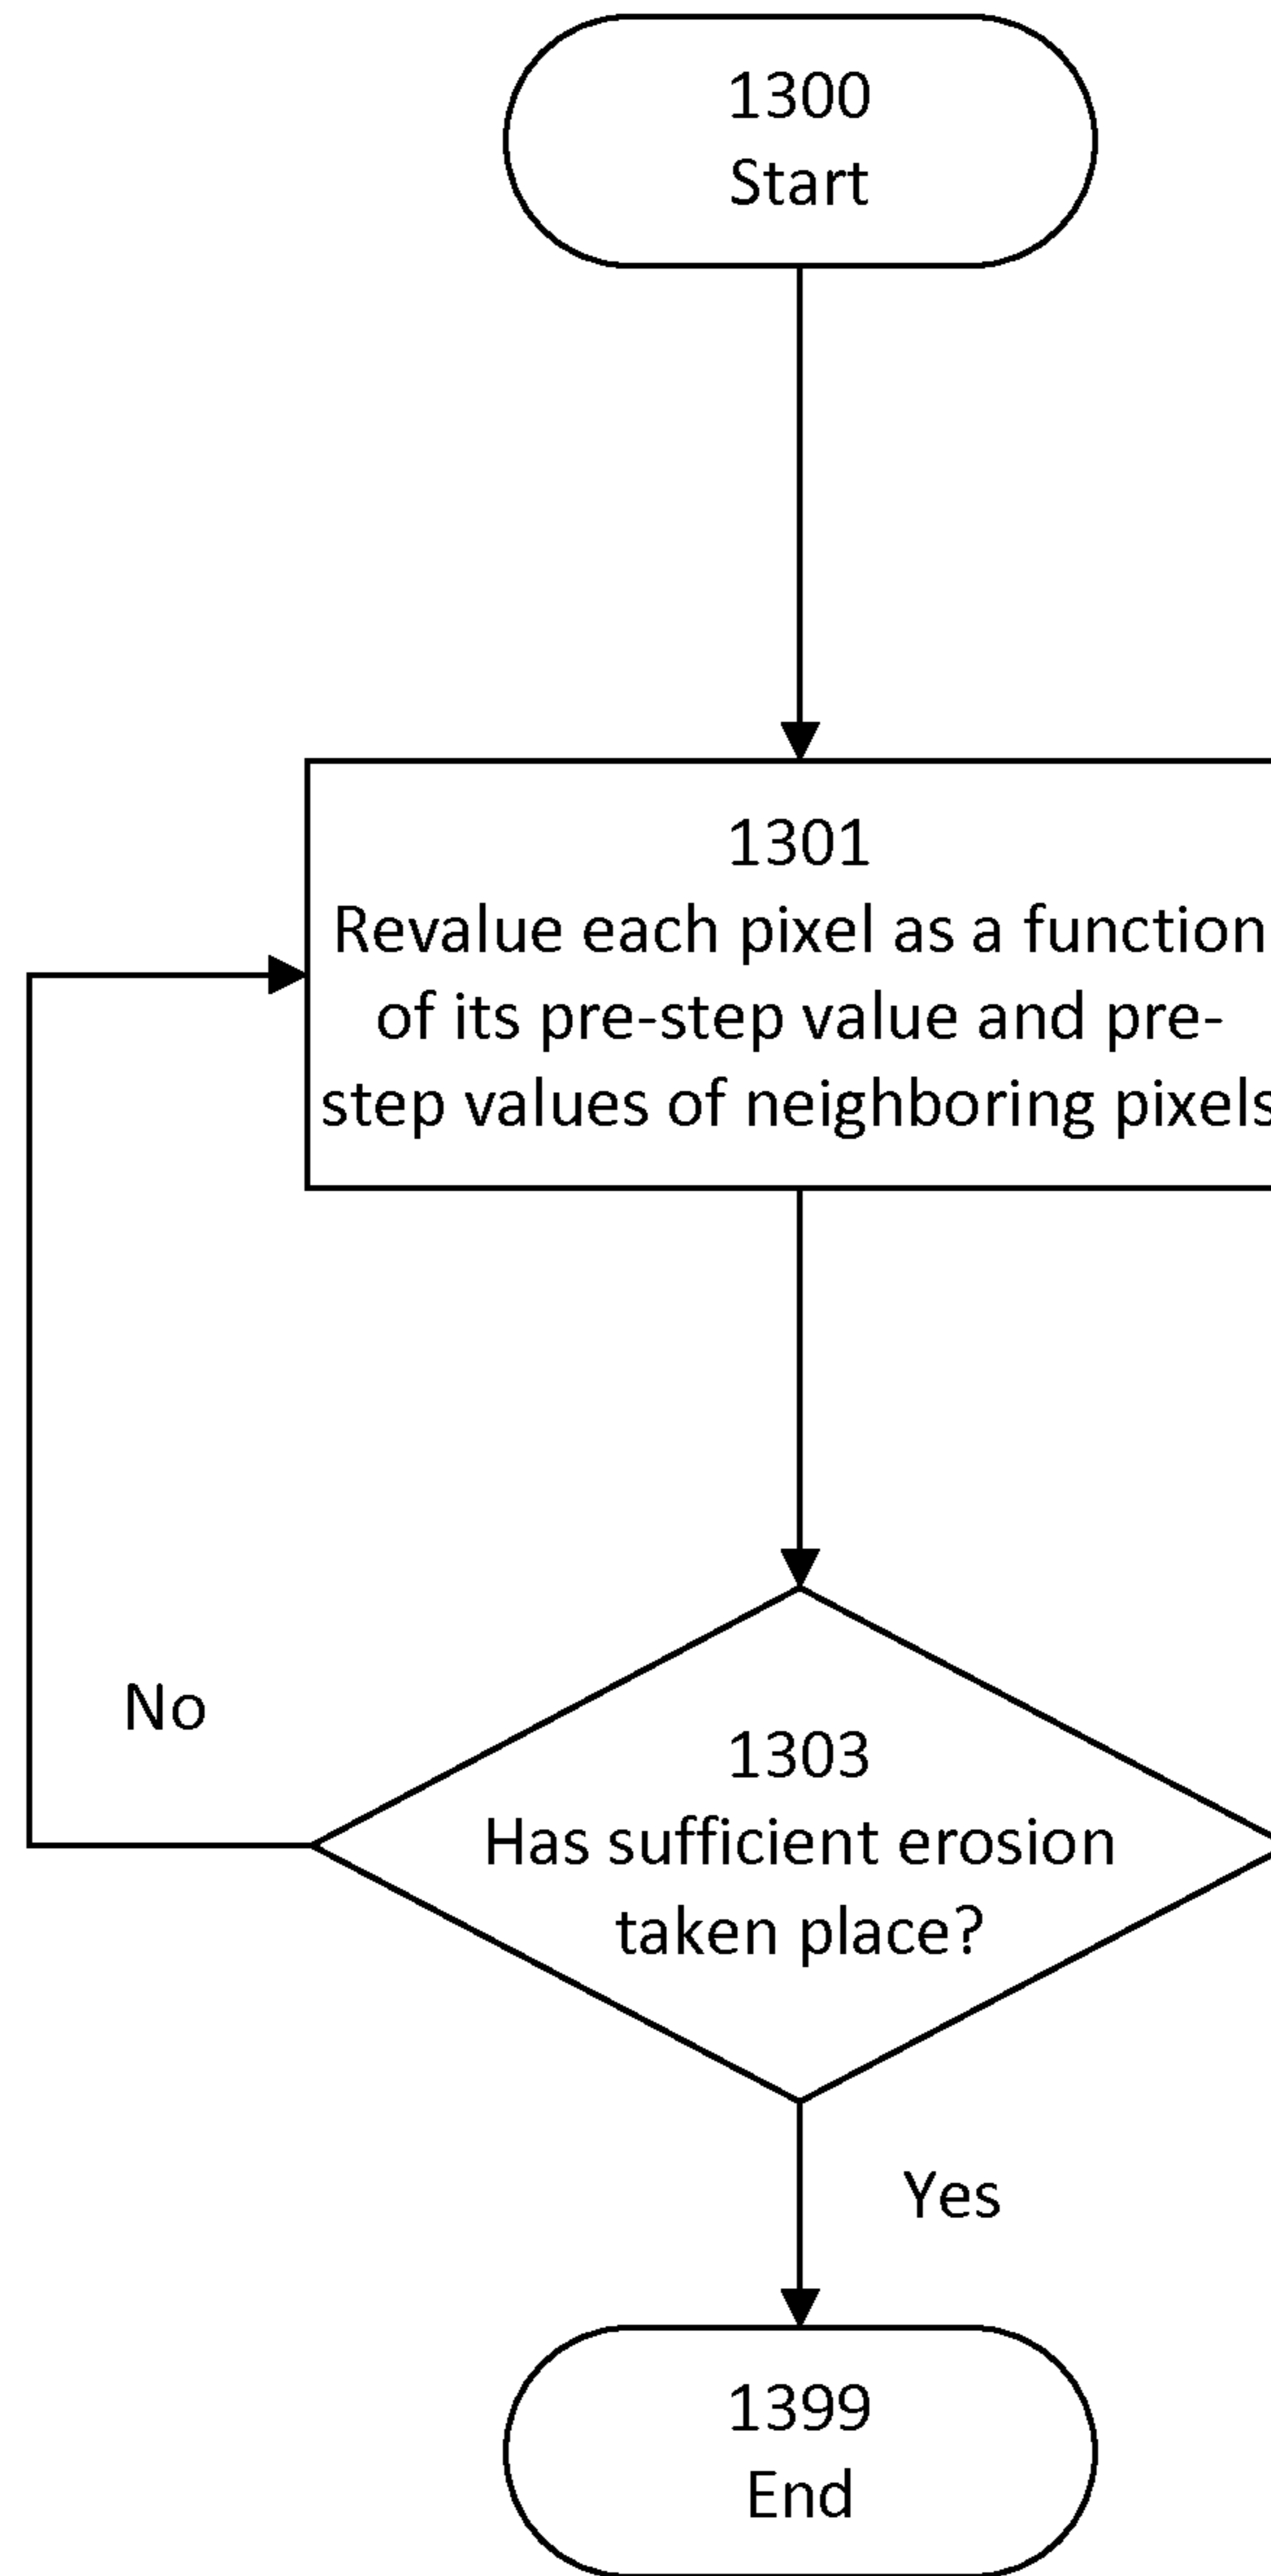 1300
Start
1301
Revalue each pixel as a function
of its pre-step value and pre-
step values of neighboring pixels
No
1303
Has sufficient erosion
taken place?
Yes
1399
End